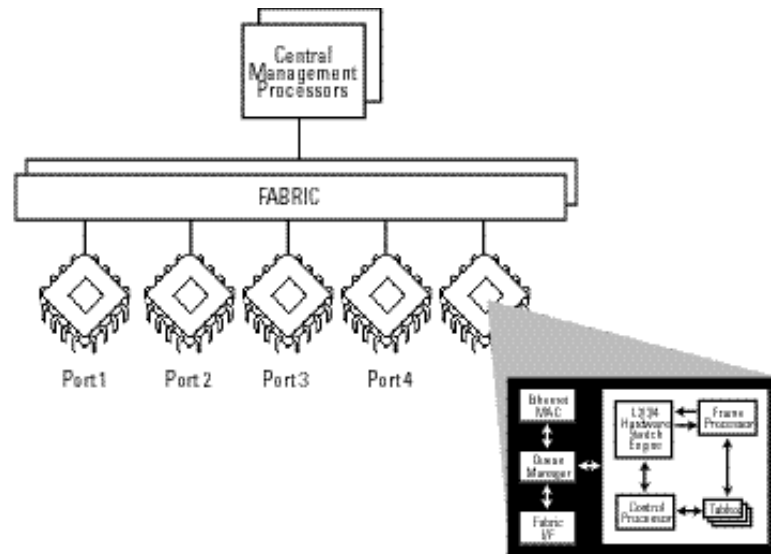 Central
Management
Processors
FABRIC
Port 1
Port 2
Port 3
Port 4
Ethernet
MAC
L2/3/4
Hardware
Switch
Engine
Frame
Processor
Queue
Manager
Fabric
I/F
Control
Processor
Tables